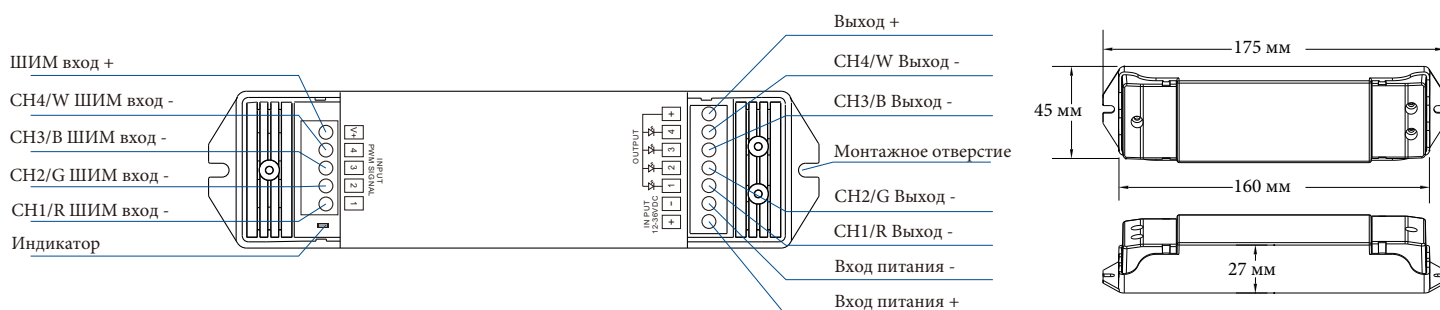 ШИМ вход +
CH4/W ШИМ вход -
CH3/B ШИМ вход -
CH2/G ШИМ вход -
CH1/R ШИМ вход -
Индикатор
V+
4
3
2
1
INPUT
PWM SIGNAL
OUTPUT
+
4
3
2
1
INPUT
12-36VDC
-
+
Выход +
CH4/W Выход -
CH3/B Выход -
Монтажное отверстие
CH2/G Выход -
CH1/R Выход -
Вход питания -
Вход питания +
175 мм
45 мм
160 мм
27 мм